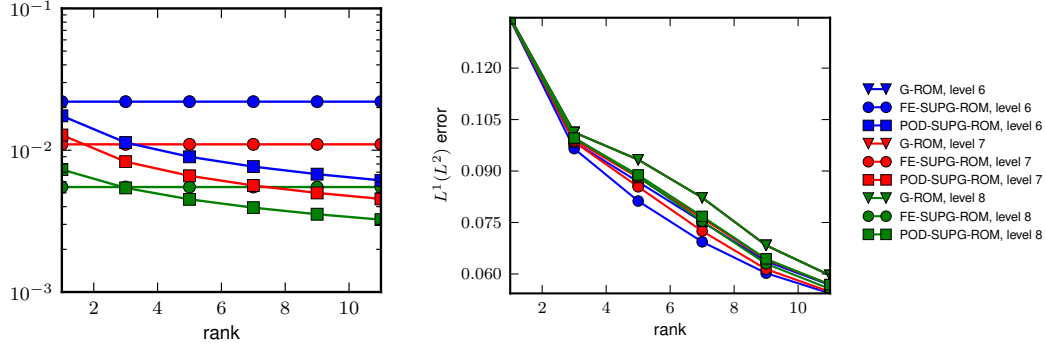 10⁻¹
10⁻²
10⁻³
2 4 6 8 10
rank
L¹(L²) error
0.120
0.105
0.090
0.075
0.060
2 4 6 8 10
rank
G-ROM, level 6
FE-SUPG-ROM, level 6
POD-SUPG-ROM, level 6
G-ROM, level 7
FE-SUPG-ROM, level 7
POD-SUPG-ROM, level 7
G-ROM, level 8
FE-SUPG-ROM, level 8
POD-SUPG-ROM, level 8